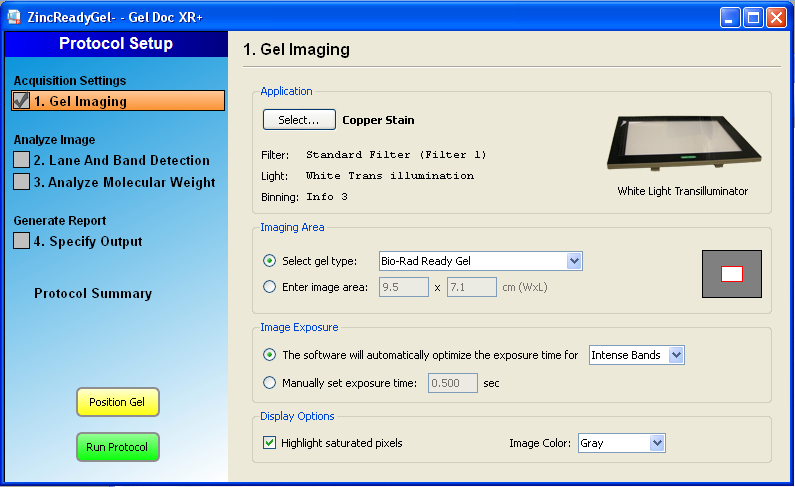 ZincReadyGel- - Gel Doc XR+
Protocol Setup
Acquisition Settings
1. Gel Imaging
Analyze Image
2. Lane And Band Detection
3. Analyze Molecular Weight
Generate Report
4. Specify Output
Protocol Summary
Position Gel
Run Protocol
1. Gel Imaging
Application
Select... Copper Stain
Filter: Standard Filter (Filter 1)
Light: White Trans illumination
Binning: Info 3
White Light Transilluminator
Imaging Area
Select gel type: Bio-Rad Ready Gel
Enter image area: 9.5 x 7.1 cm (WxL)
Image Exposure
The software will automatically optimize the exposure time for Intense Bands
Manually set exposure time: 0.500 sec
Display Options
Highlight saturated pixels Image Color: Gray